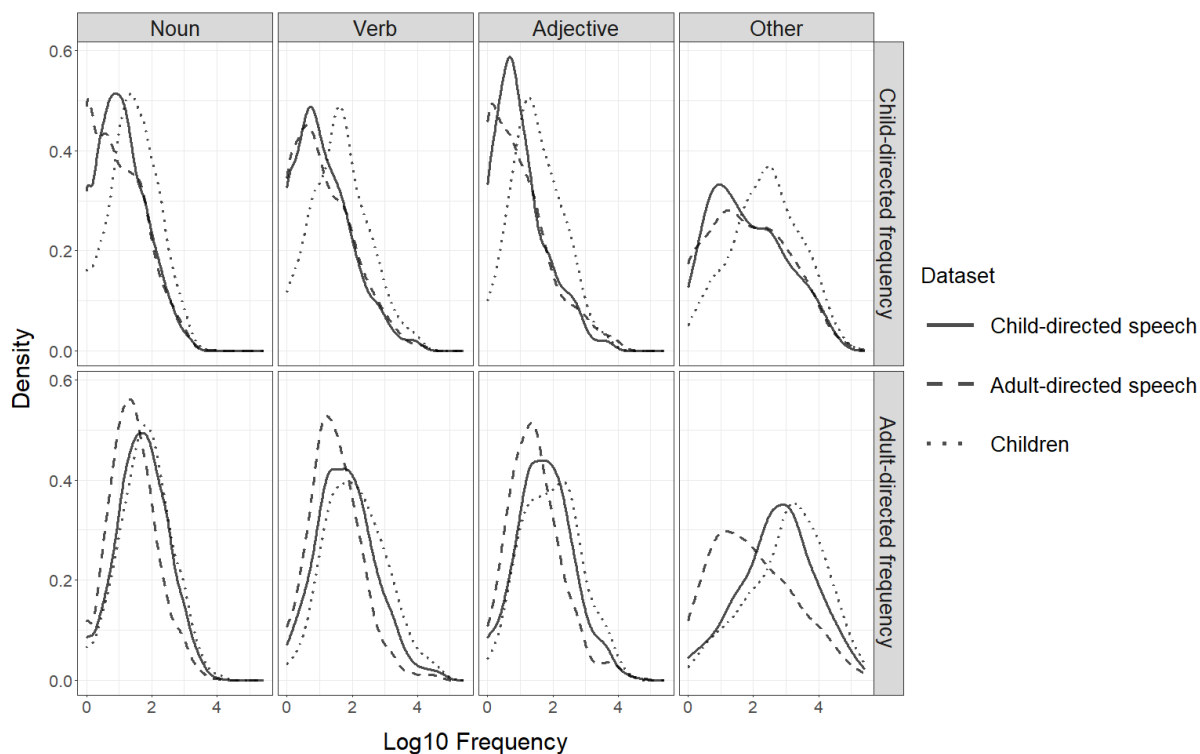 Noun
Verb
Adjective
Other
0.6
0.4
0.2
0.0
Child-directed frequency
0.6
0.4
0.2
0.0
Adult-directed frequency
Density
0 2 4
0 2 4
0 2 4
0 2 4
Log10 Frequency
Dataset
Child-directed speech
Adult-directed speech
Children